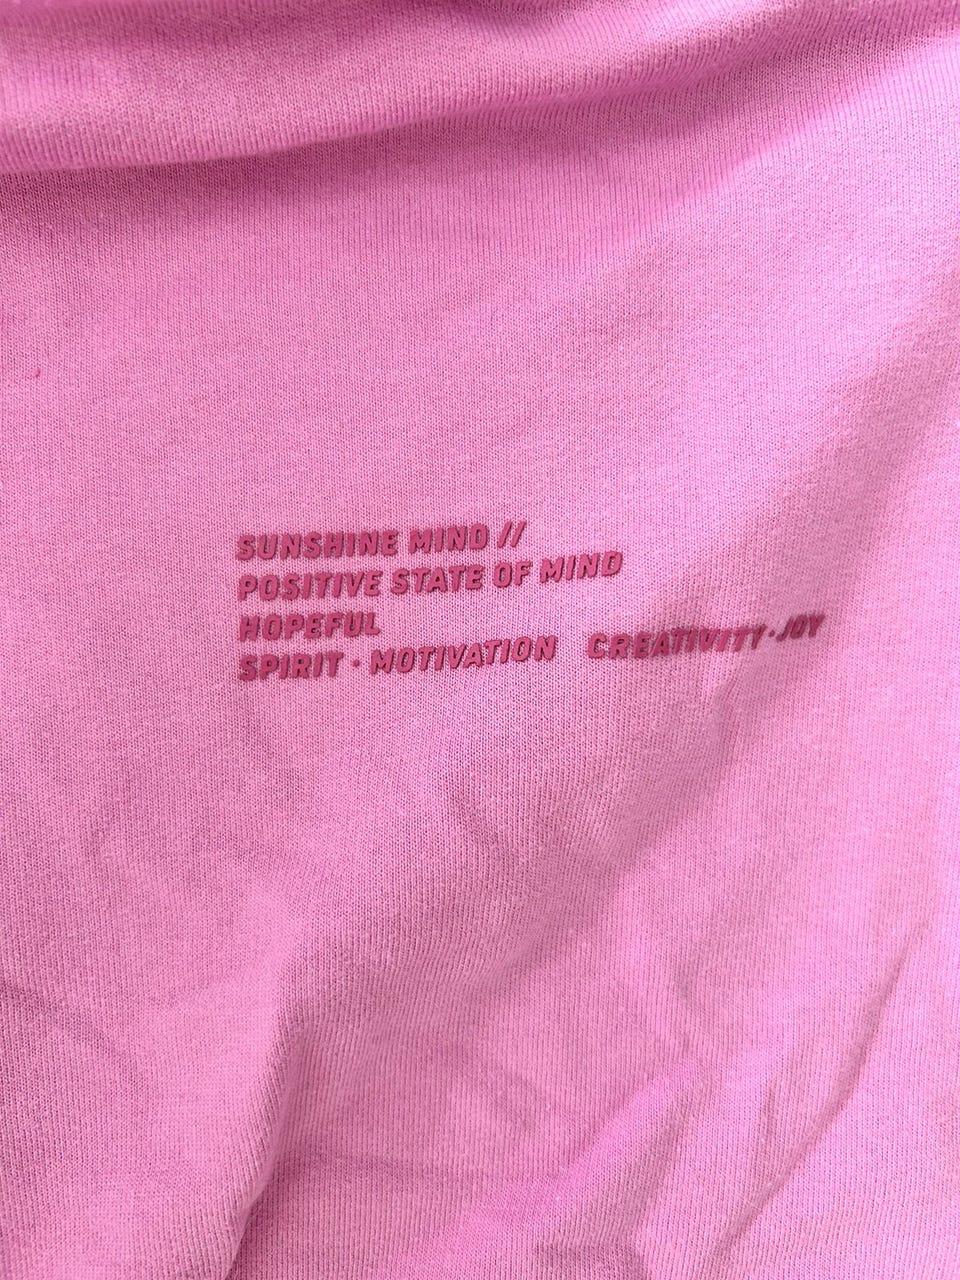 SUNSHINE MIND //
POSITIVE STATE OF MIND
HOPEFUL
SPIRIT · MOTIVATION CREATIVITY · JOY